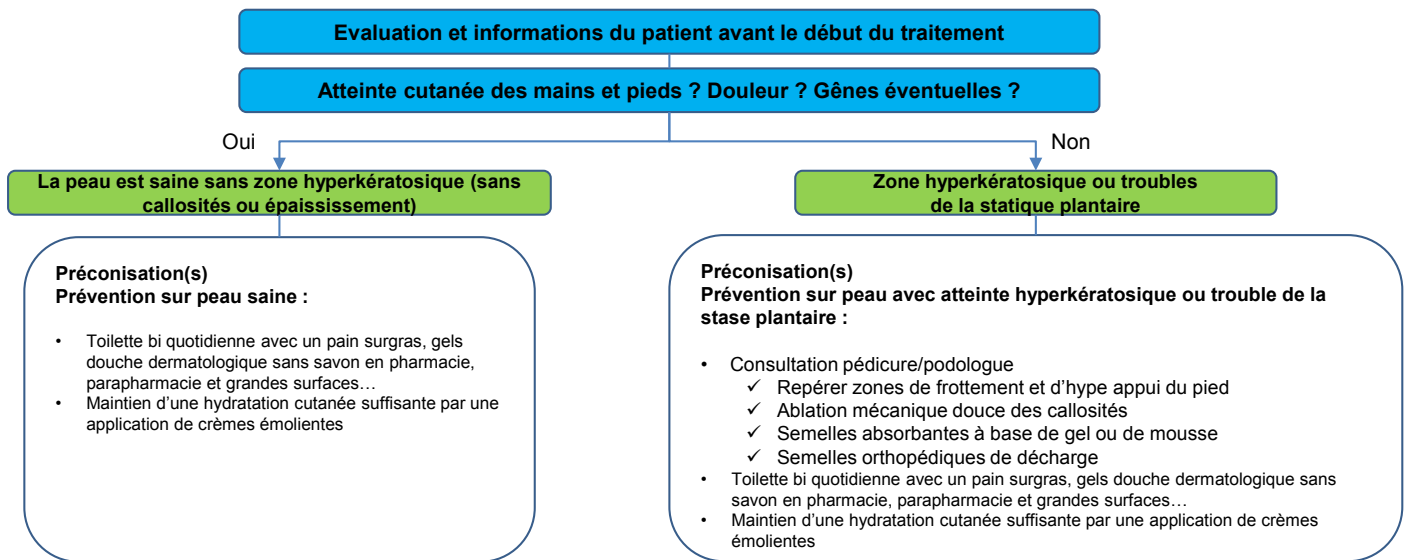 Evaluation et informations du patient avant le début du traitement
Atteinte cutanée des mains et pieds ? Douleur ? Gênes éventuelles ?
Oui
Non
La peau est saine sans zone hyperkératosique (sans
callosités ou épaississement)
Préconisation(s)
Prévention sur peau saine :
• Toilette bi quotidienne avec un pain surgras, gels
douche dermatologique sans savon en pharmacie,
parapharmacie et grandes surfaces…
• Maintien d’une hydratation cutanée suffisante par une
application de crèmes émolientes
Zone hyperkératosique ou troubles
de la statique plantaire
Préconisation(s)
Prévention sur peau avec atteinte hyperkératosique ou trouble de la
stase plantaire :
• Consultation pédicure/podologue
✓ Repérer zones de frottement et d’hype appui du pied
✓ Ablation mécanique douce des callosités
✓ Semelles absorbantes à base de gel ou de mousse
✓ Semelles orthopédiques de décharge
• Toilette bi quotidienne avec un pain surgras, gels douche dermatologique sans
savon en pharmacie, parapharmacie et grandes surfaces…
• Maintien d’une hydratation cutanée suffisante par une application de crèmes
émolientes